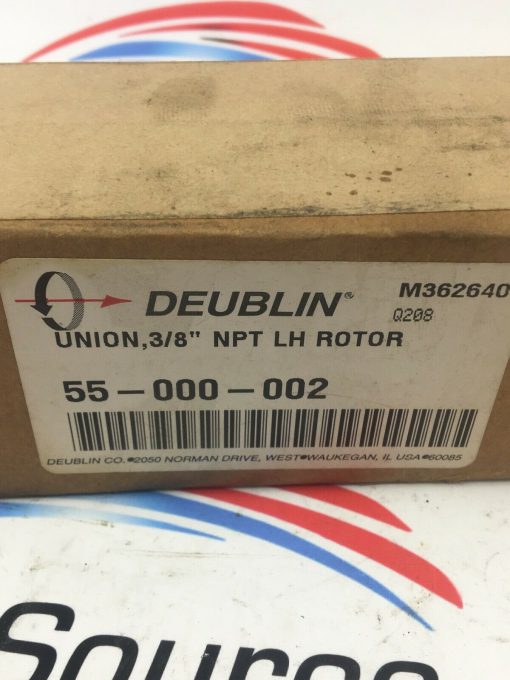 DEUBLIN® M362640
Q208
UNION,3/8" NPT LH ROTOR
55-000-002
DEUBLIN CO.•2050 NORMAN DRIVE, WEST•WAUKEGAN, IL USA•60085
Source